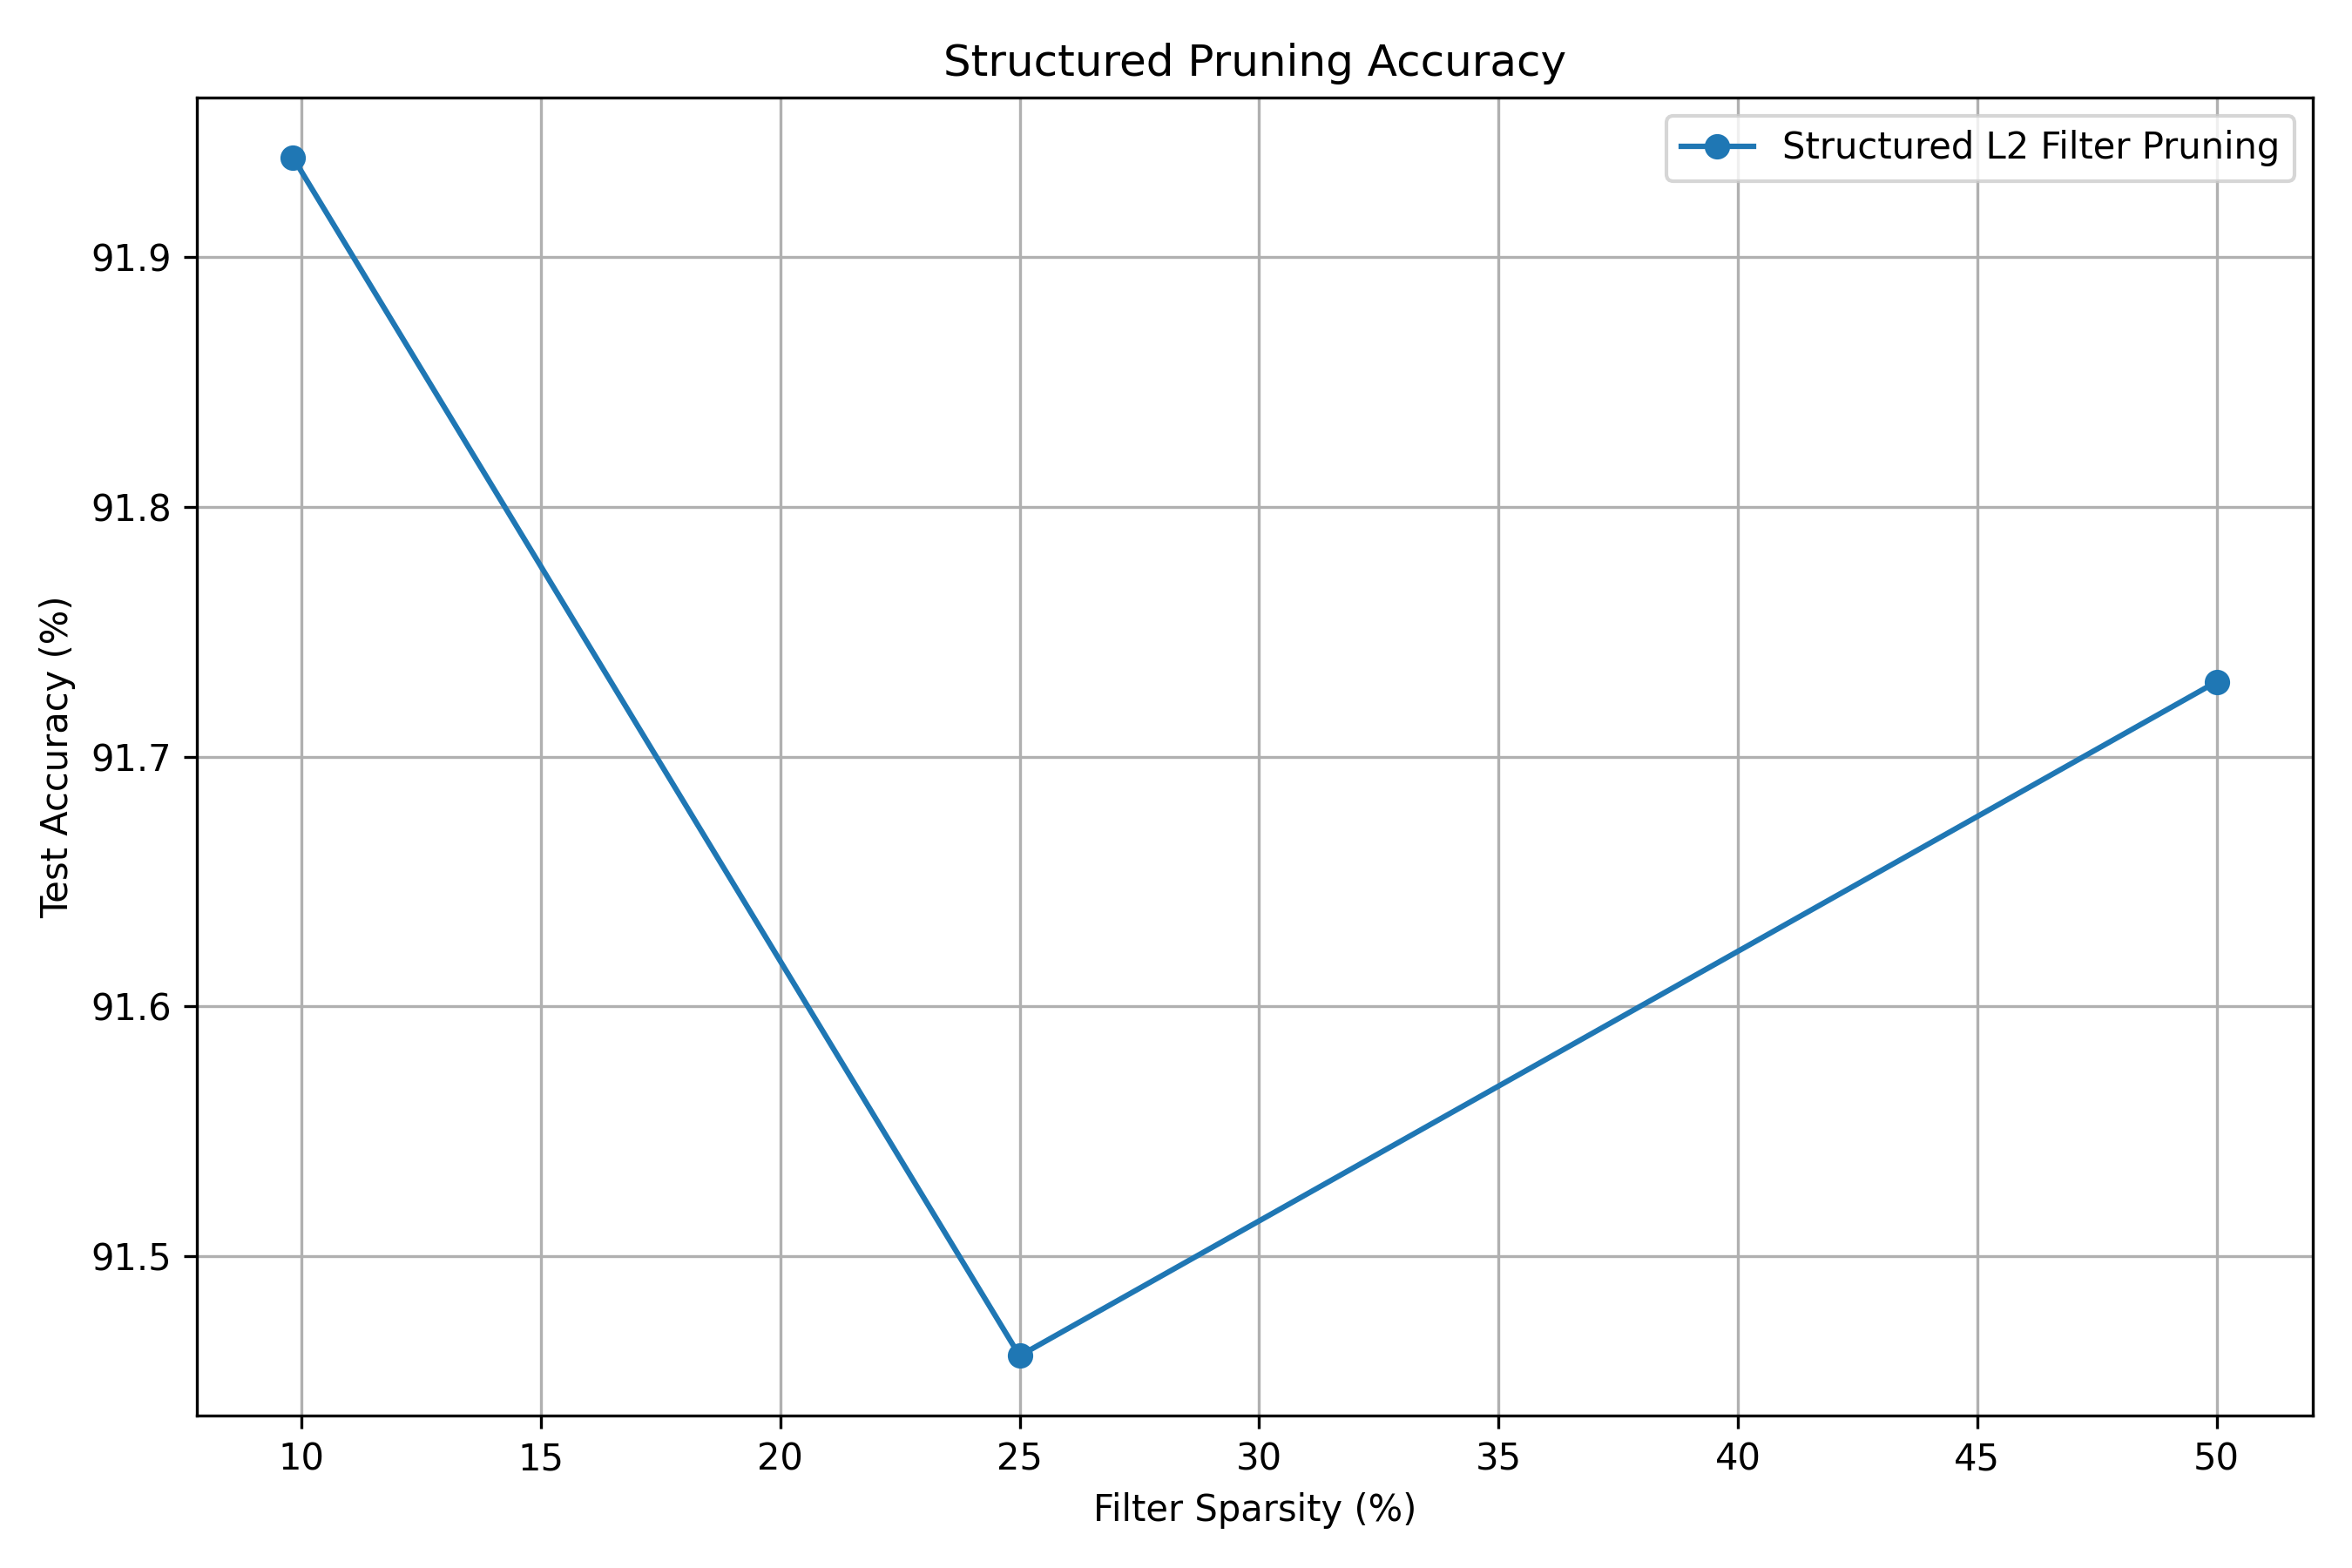 Structured Pruning Accuracy
Structured L2 Filter Pruning
Test Accuracy (%)
91.9
91.8
91.7
91.6
91.5
10 15 20 25 30 35 40 45 50
Filter Sparsity (%)